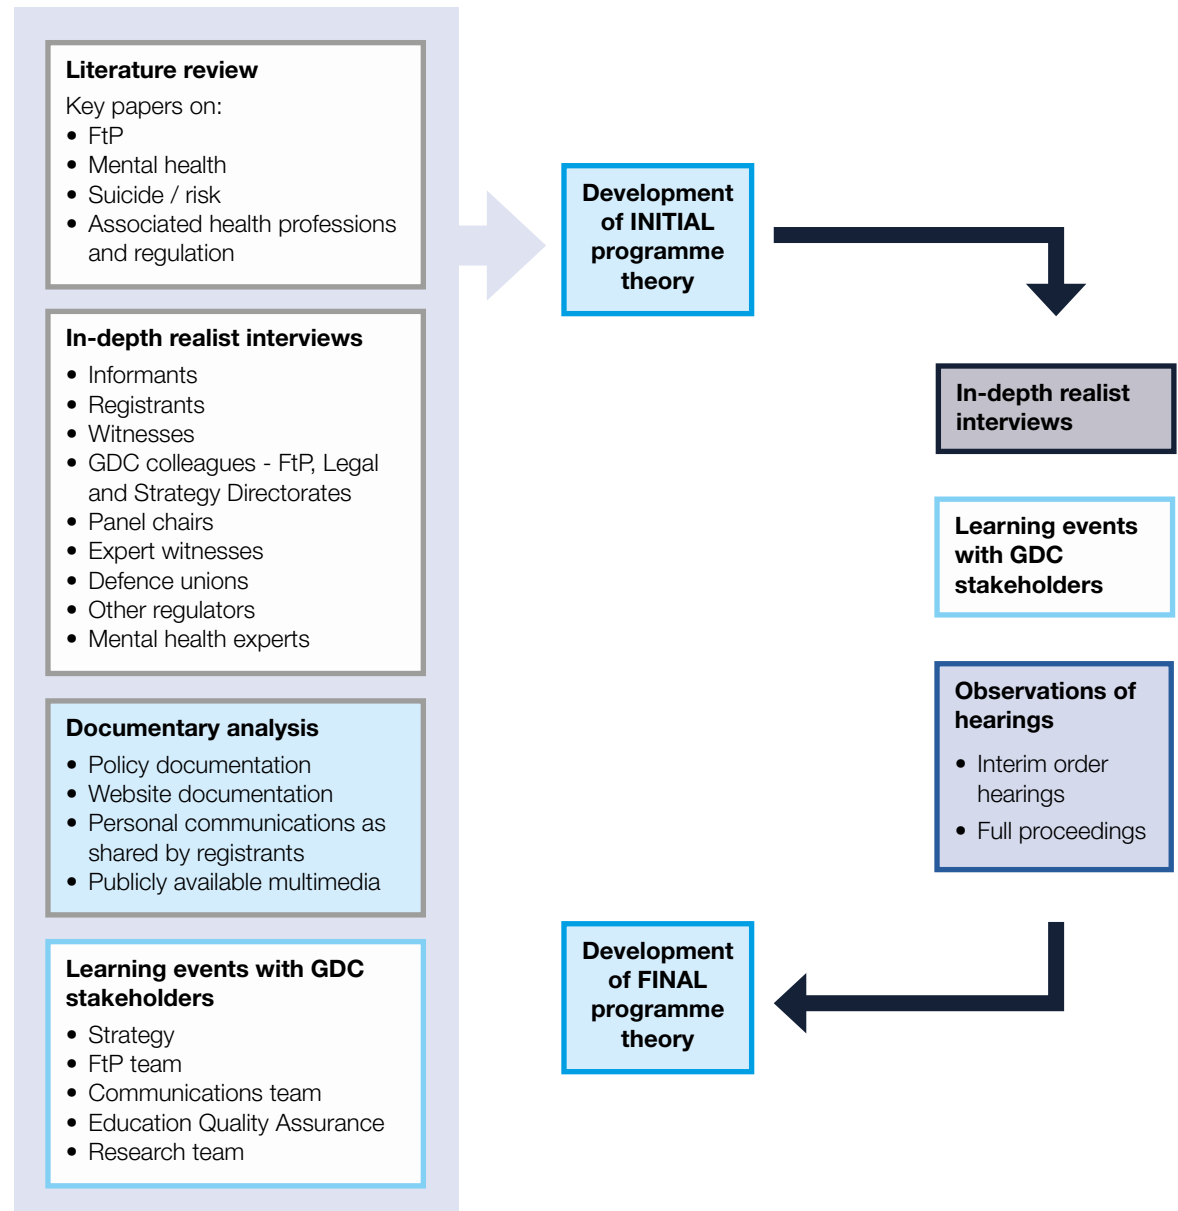 Literature review
Key papers on:
• FtP
• Mental health
• Suicide / risk
• Associated health professions
and regulation
In-depth realist interviews
• Informants
• Registrants
• Witnesses
• GDC colleagues - FtP, Legal
and Strategy Directorates
• Panel chairs
• Expert witnesses
• Defence unions
• Other regulators
• Mental health experts
Documentary analysis
• Policy documentation
• Website documentation
• Personal communications as
shared by registrants
• Publicly available multimedia
Learning events with GDC
stakeholders
• Strategy
• FtP team
• Communications team
• Education Quality Assurance
• Research team
Development
of INITIAL
programme
theory
In-depth realist
interviews
Learning events
with GDC
stakeholders
Observations of
hearings
• Interim order
hearings
• Full proceedings
Development
of FINAL
programme
theory